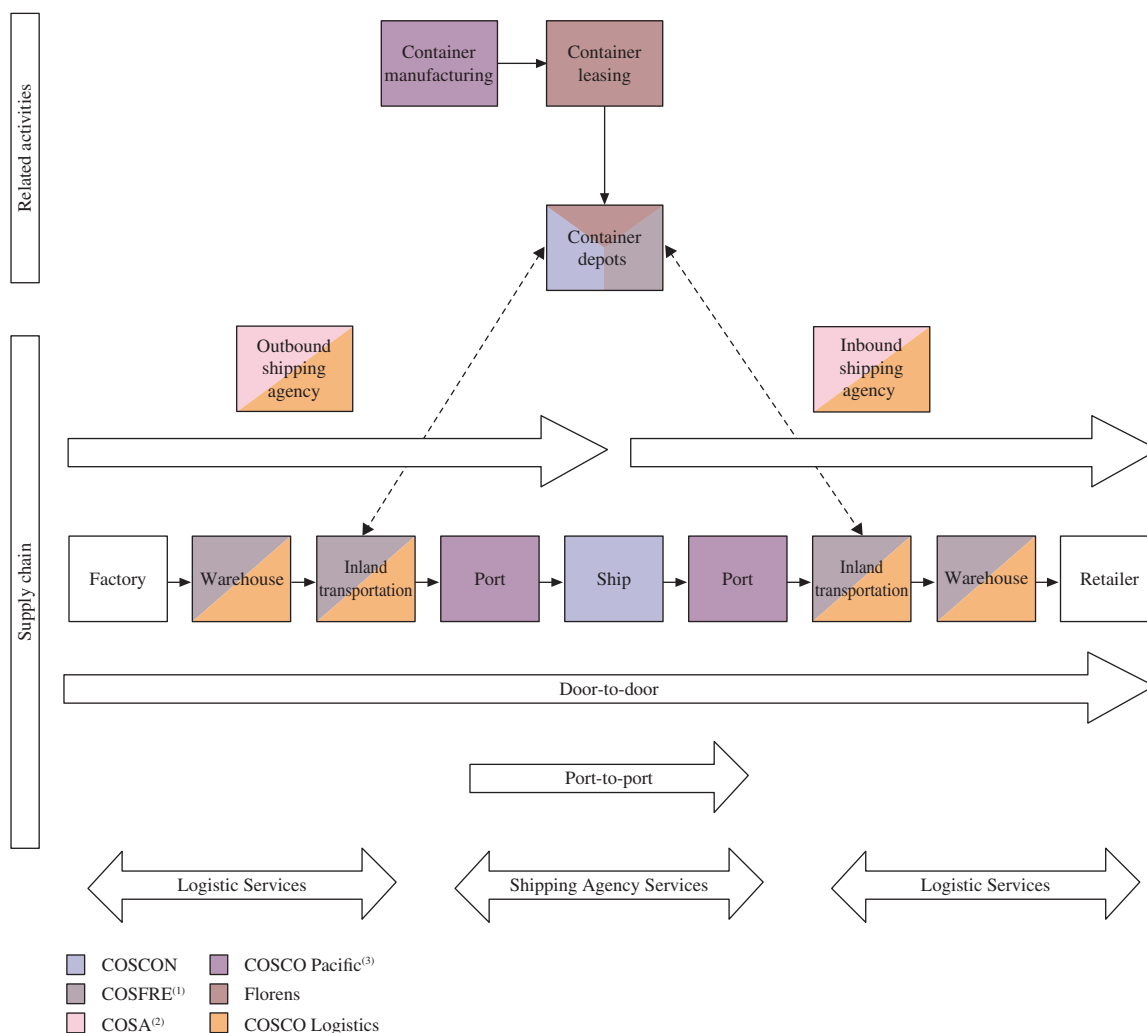 Related activities
Container
manufacturing
Container
leasing
Container
depots
Supply chain
Outbound
shipping
agency
Inbound
shipping
agency
Factory
Warehouse
Inland
transportation
Port
Ship
Port
Inland
transportation
Warehouse
Retailer
Door-to-door
Port-to-port
Logistic Services
Shipping Agency Services
Logistic Services
COSCON
COSCO Pacific(3)
COSFRE(1)
Florens
COSA(2)
COSCO Logistics